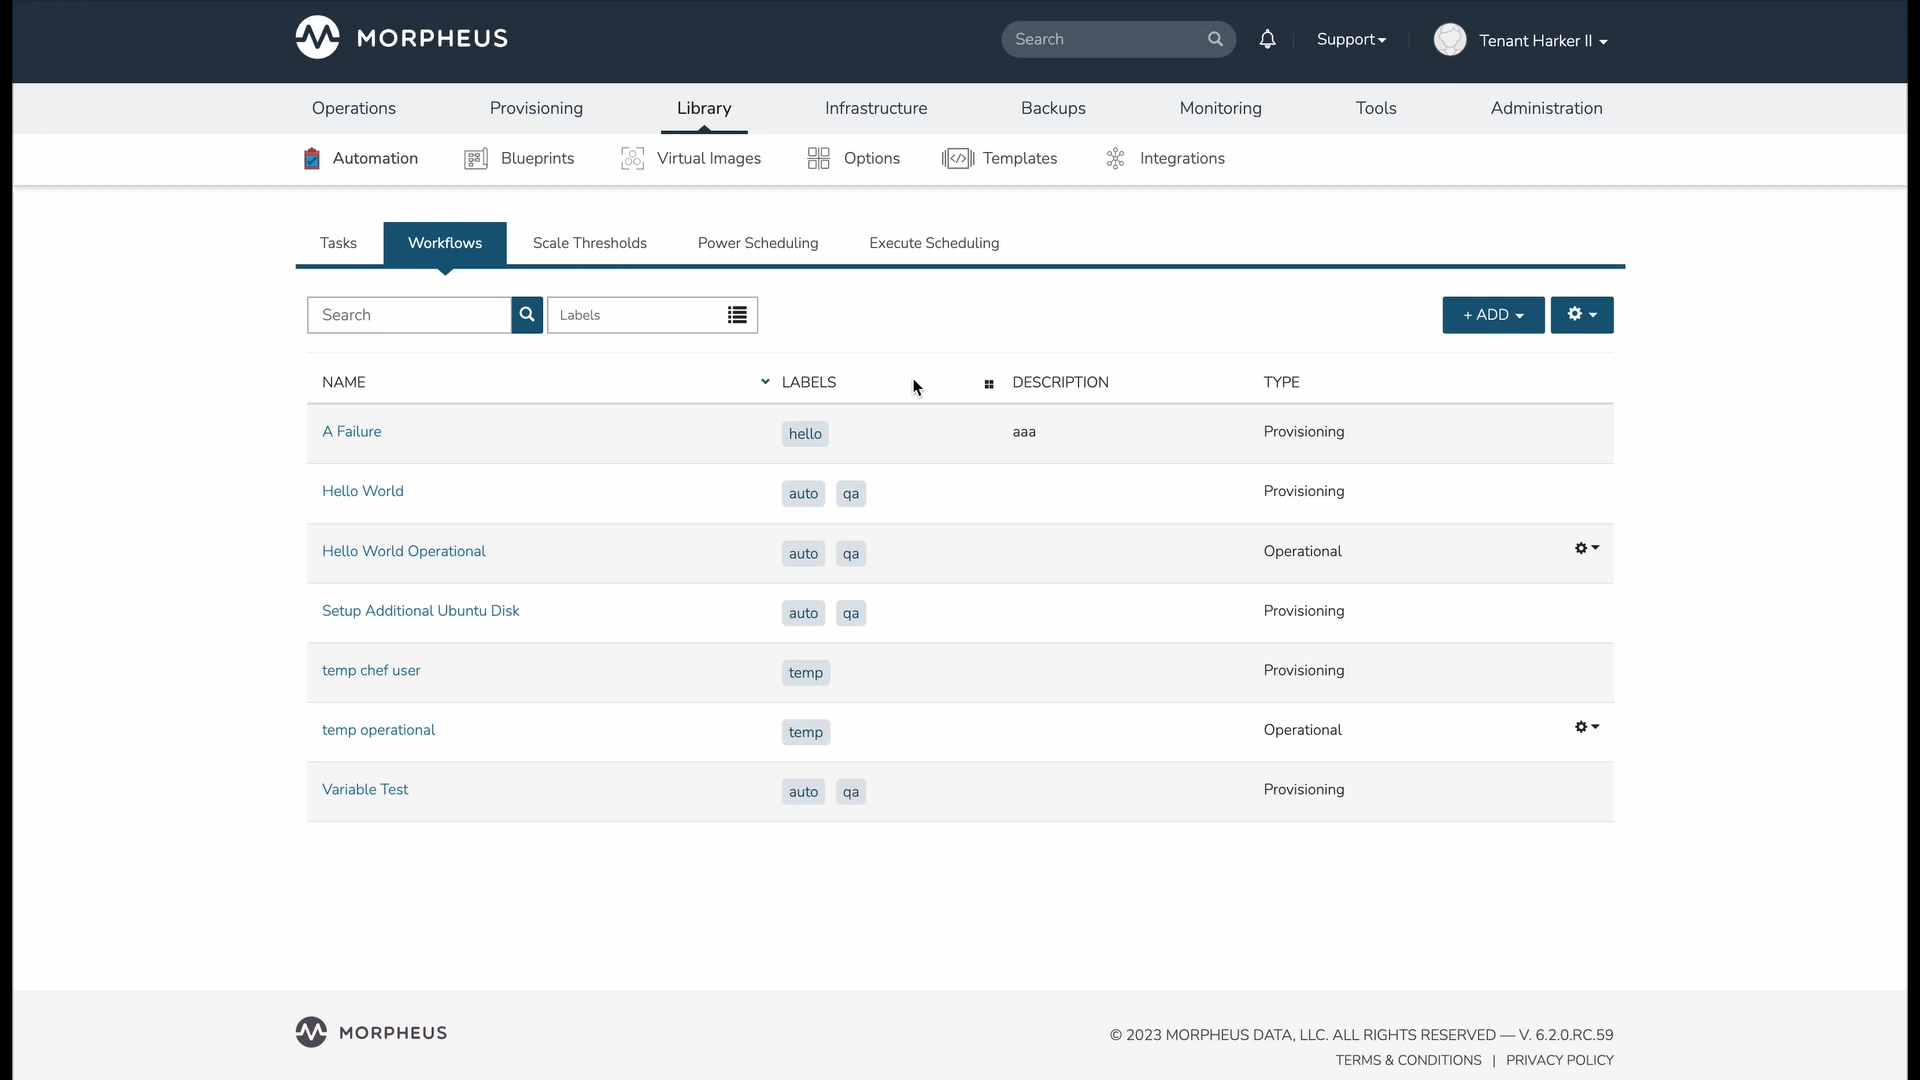 MORPHEUS Search Support Tenant Harker II
Operations Provisioning Library Infrastructure Backups Monitoring Tools Administration
Automation Blueprints Virtual Images Options Templates Integrations
Tasks Workflows Scale Thresholds Power Scheduling Execute Scheduling
Search Labels + ADD
NAME LABELS DESCRIPTION TYPE
A Failure hello aaa Provisioning
Hello World auto qa Provisioning
Hello World Operational auto qa Operational
Setup Additional Ubuntu Disk auto qa Provisioning
temp chef user temp Provisioning
temp operational temp Operational
Variable Test auto qa Provisioning
MORPHEUS © 2023 MORPHEUS DATA, LLC. ALL RIGHTS RESERVED — V. 6.2.0.RC.59
TERMS & CONDITIONS | PRIVACY POLICY